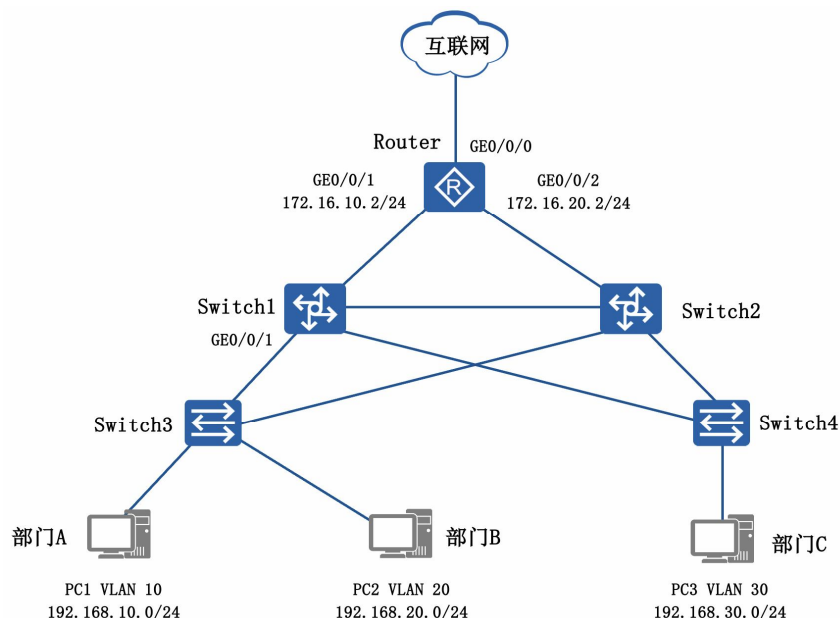 互联网
Router
GE0/0/0
GE0/0/1
172.16.10.2/24
GE0/0/2
172.16.20.2/24
R
Switch1
Switch2
GE0/0/1
Switch3
Switch4
部门A
部门B
部门C
PC1 VLAN 10
192.168.10.0/24
PC2 VLAN 20
192.168.20.0/24
PC3 VLAN 30
192.168.30.0/24